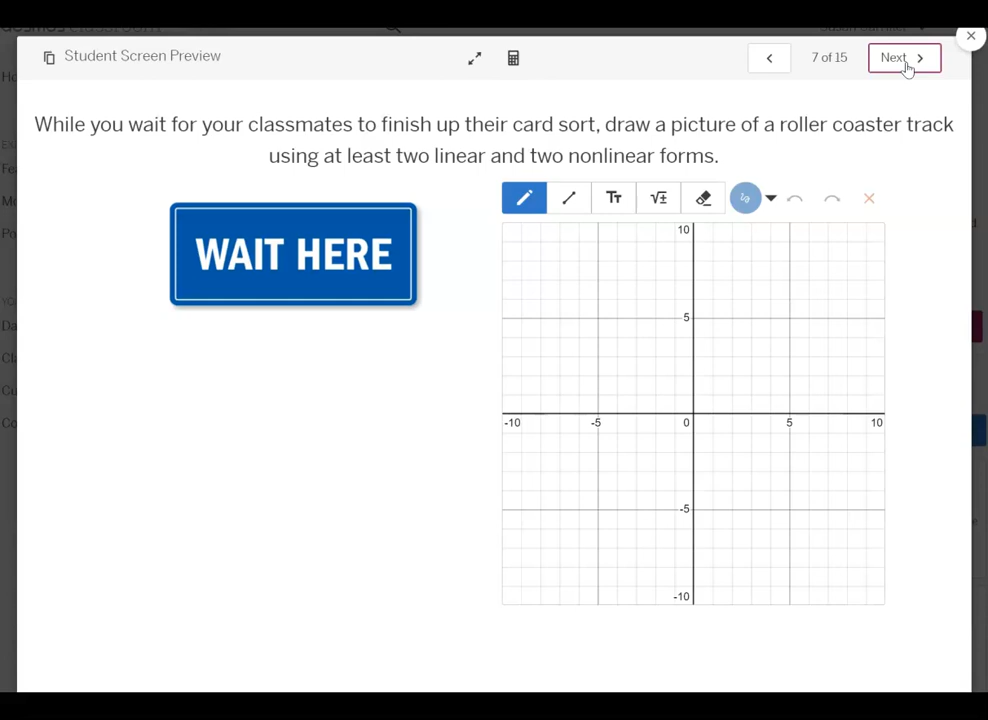 Student Screen Preview
7 of 15
Next
While you wait for your classmates to finish up their card sort, draw a picture of a roller coaster track
using at least two linear and two nonlinear forms.
WAIT HERE
10
5
-10 -5 0 5 10
-5
-10